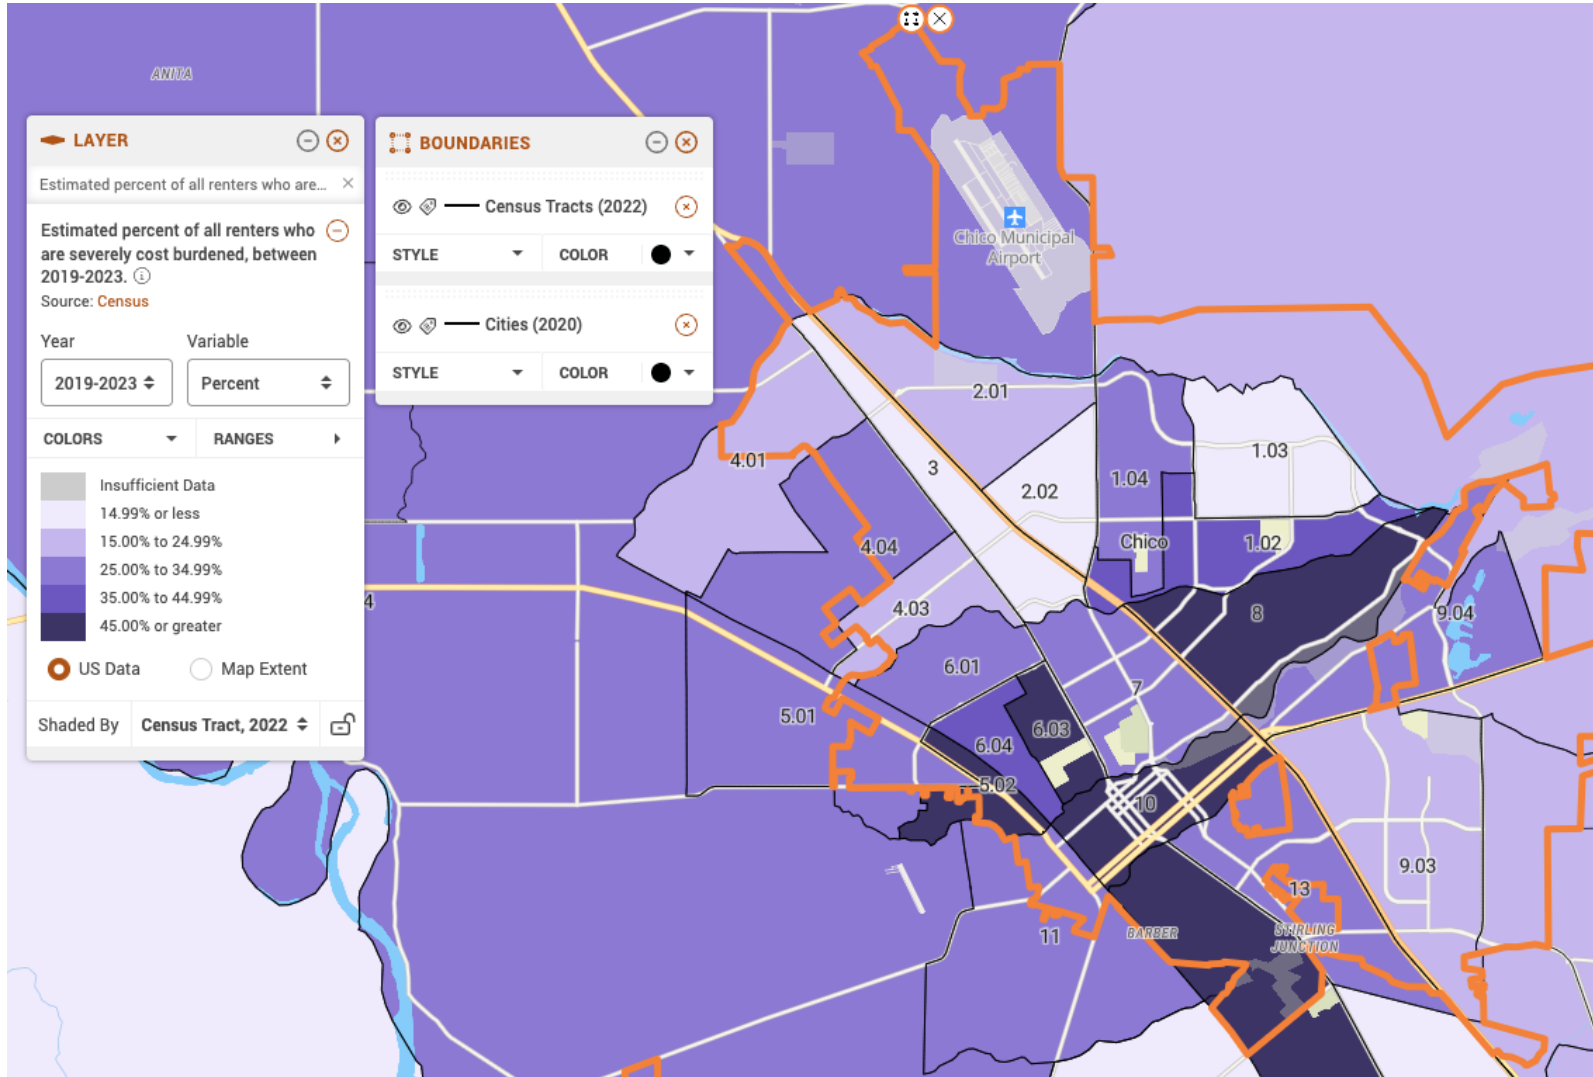 ANITA
LAYER
Estimated percent of all renters who are...
Estimated percent of all renters who
are severely cost burdened, between
2019-2023.
Source: Census
Year
Variable
2019-2023
Percent
COLORS
RANGES
Insufficient Data
14.99% or less
15.00% to 24.99%
25.00% to 34.99%
35.00% to 44.99%
45.00% or greater
US Data
Map Extent
Shaded By
Census Tract, 2022
BOUNDARIES
Census Tracts (2022)
STYLE
COLOR
Cities (2020)
STYLE
COLOR
Chico Municipal
Airport
2.01
4.01
3
2.02
1.04
1.03
4.04
Chico
1.02
4
4.03
8
9.04
6.01
7
5.01
6.04
6.03
5.02
10
9.03
13
11
BARBER
STIRLING
JUNCTION